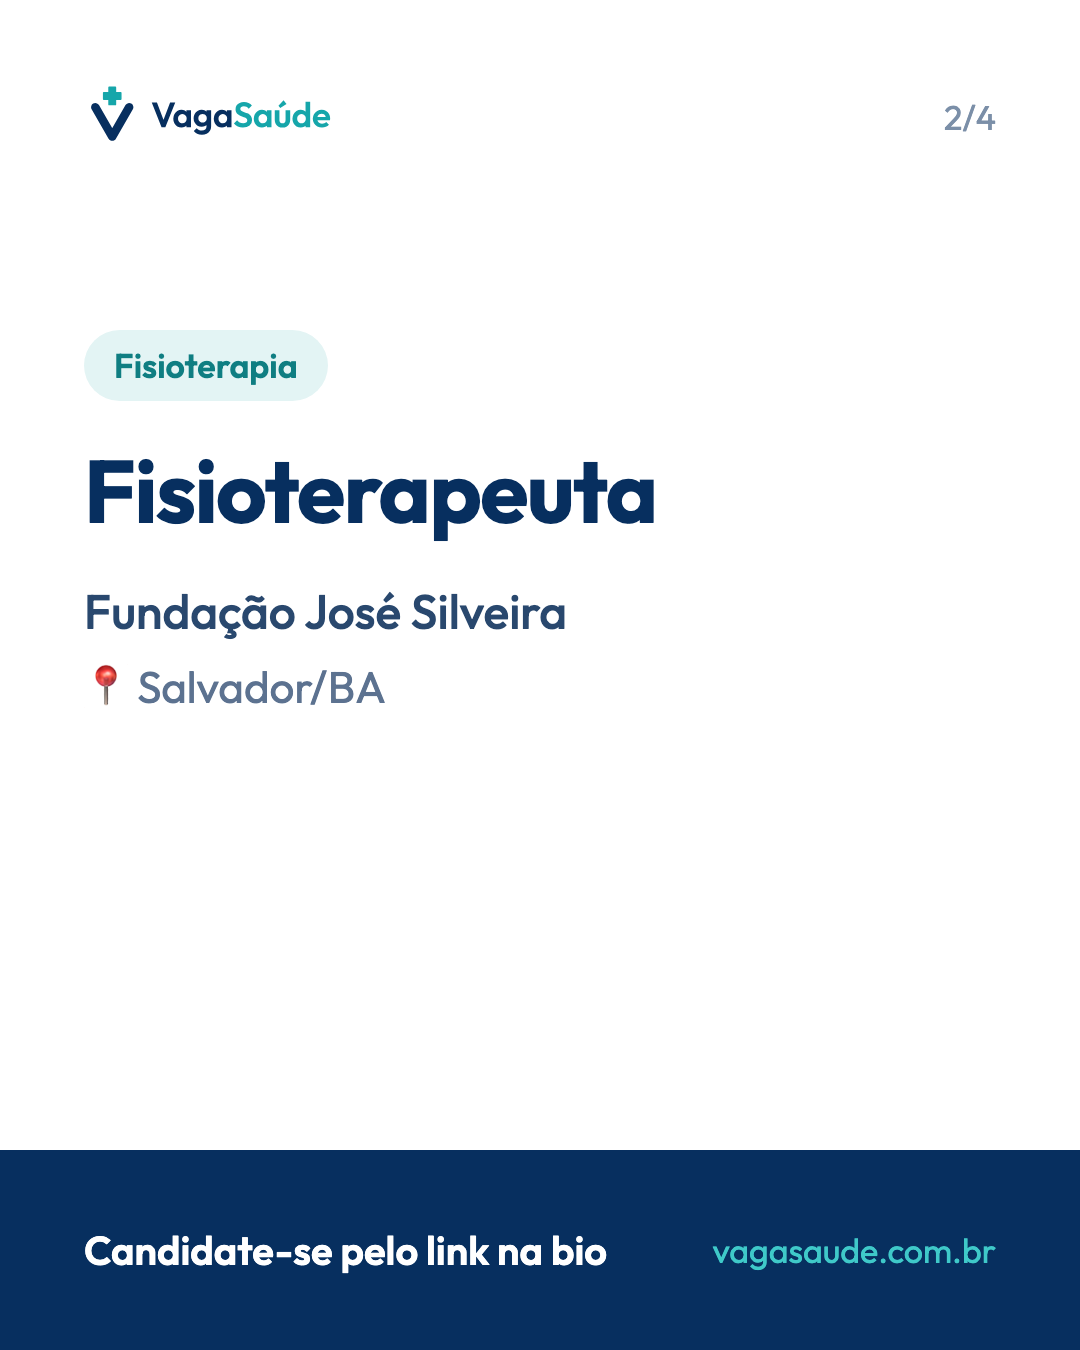 VagaSaúde
2/4
Fisioterapia
Fisioterapeuta
Fundação José Silveira
📍 Salvador/BA
Candidate-se pelo link na bio
vagasaude.com.br